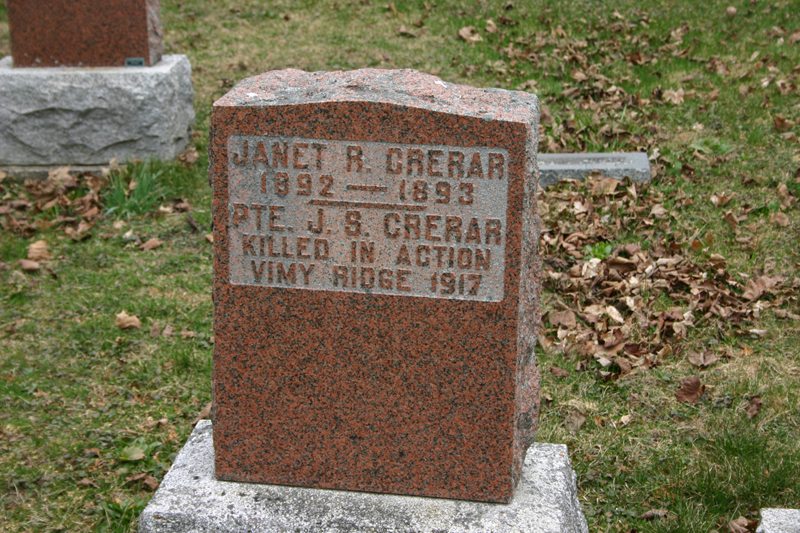 JANET R. CRERAR
1892 — 1893
PTE. J. S. CRERAR
KILLED IN ACTION
VIMY RIDGE 1917